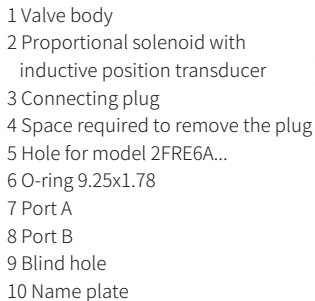 1 Valve body
2 Proportional solenoid with
inductive position transducer
3 Connecting plug
4 Space required to remove the plug
5 Hole for model 2FRE6A...
6 O-ring 9.25x1.78
7 Port A
8 Port B
9 Blind hole
10 Name plate